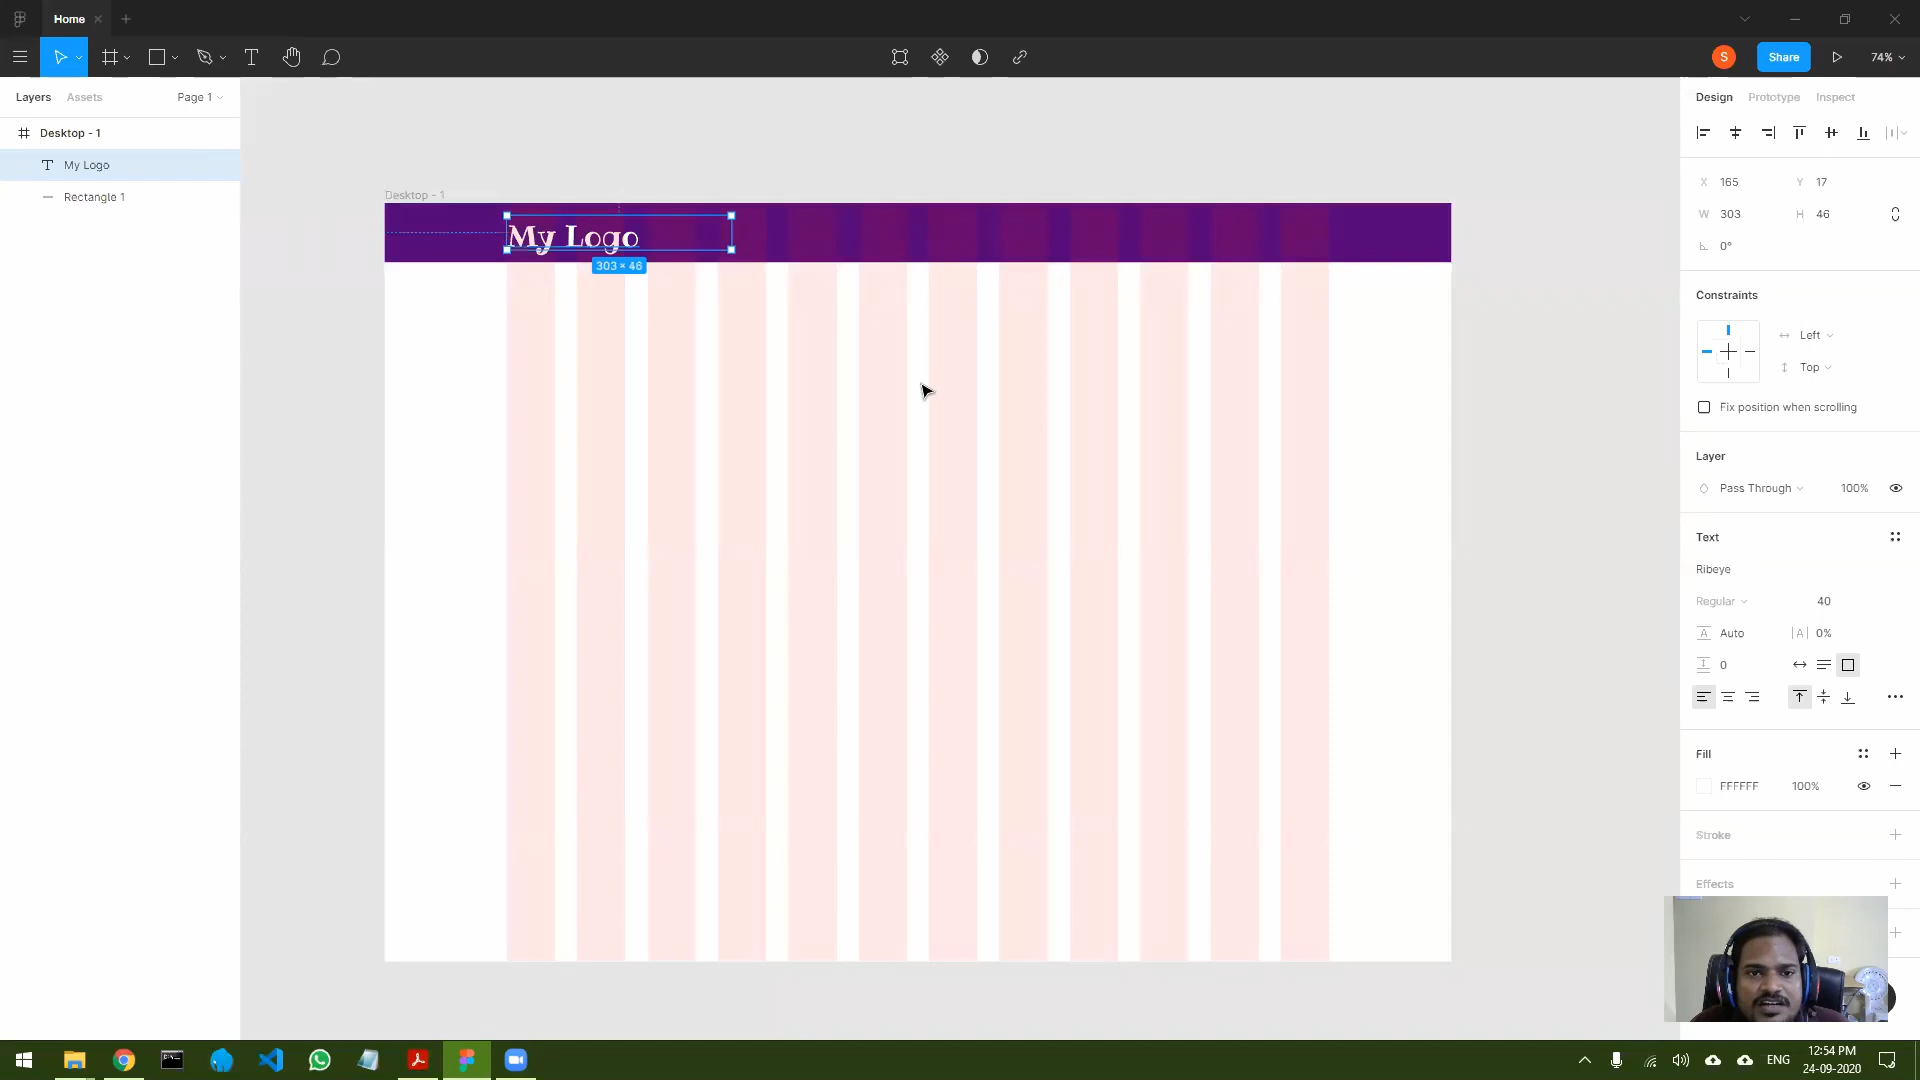 Home
Share
74%
Layers
Assets
Page 1
Desktop - 1
My Logo
Rectangle 1
Desktop - 1
My Logo
303 × 46
Design
Prototype
Inspect
X 165
Y 17
W 303
H 46
0°
Constraints
Left
Top
Fix position when scrolling
Layer
Pass Through
100%
Text
Ribeye
Regular
40
A Auto
|A| 0%
0
Fill
FFFFFF
100%
Stroke
Effects
S
ENG
12:54 PM
24-09-2020